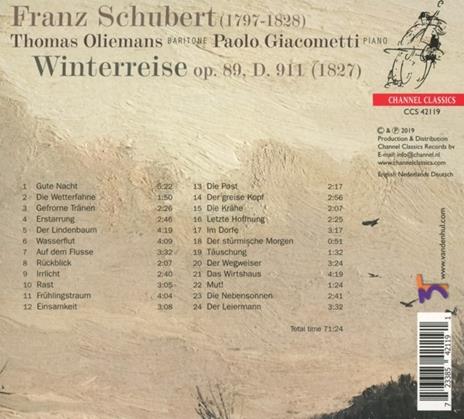 Franz Schubert (1797-1828)
Thomas Oliemans BARITONE Paolo Giacometti PIANO
Winterreise op. 89, D. 911 (1827)
CHANNEL CLASSICS
CCS 42119
© & ℗ 2019
Production & Distribution
Channel Classics Records bv
E-mail: info@channel.nl
www.channelclassics.com
English Nederlands Deutsch
1 Gute Nacht 5:22
2 Die Wetterfahne 1:50
3 Gefrorne Tränen 2:26
4 Erstarrung 2:46
5 Der Lindenbaum 4:19
6 Wasserflut 4:09
7 Auf dem Flusse 3:32
8 Rückblick 2:07
9 Irrlicht 2:40
10 Rast 3:05
11 Frühlingstraum 4:04
12 Einsamkeit 3:08
13 Die Post 2:17
14 Der greise Kopf 2:56
15 Die Krähe 2:07
16 Letzte Hoffnung 2:25
17 Im Dorfe 3:12
18 Der stürmische Morgen 0:51
19 Täuschung 1:32
20 Der Wegweiser 3:34
21 Das Wirtshaus 4:19
22 Mut! 1:24
23 Die Nebensonnen 2:41
24 Der Leiermann 3:32
Total time 71:24
www.vandenhul.com
7 23385 42119 1